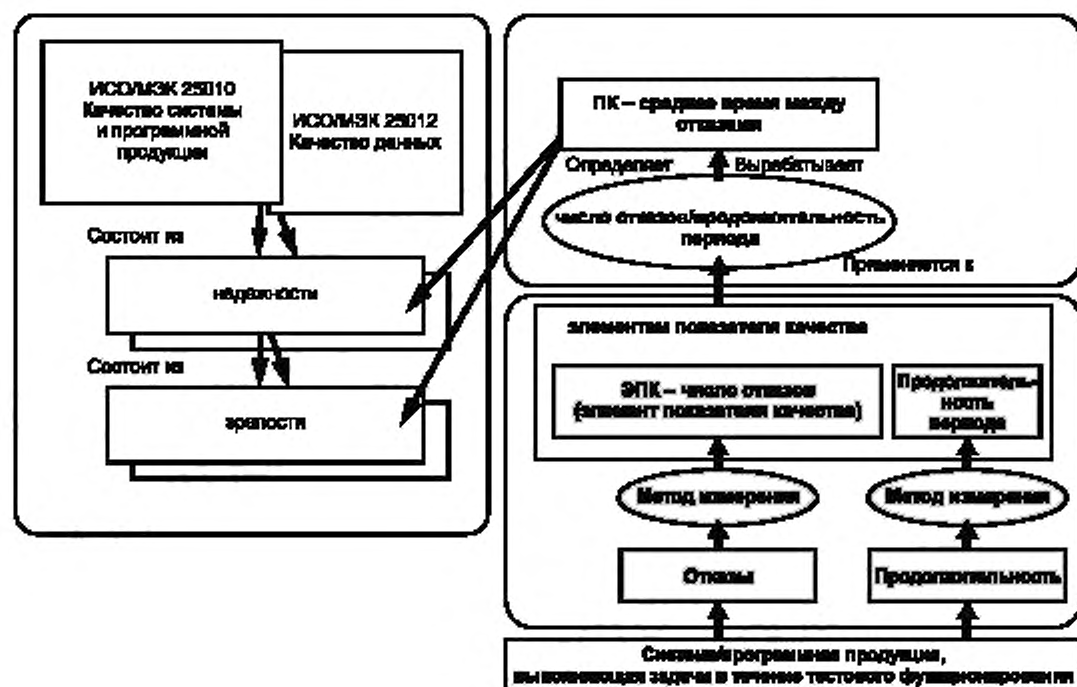 ИСО/МЭК 25010
Качество системы
и программной
продукции
ИСО/МЭК 25012
Качество данных
Состоит из
надежности
Состоит из
зрелости
ПК – среднее время между
отказами
Определяет
Вырабатывает
число отказов/продолжительность
периода
Применяется к
элементам показателя качества
ЭПК – число отказов
(элемент показателя качества)
Продолжитель-
ность
периода
Метод измерения
Метод измерения
Отказы
Продолжительность
Система/программная продукция,
выполняющая задачи в течение тестового функционирования